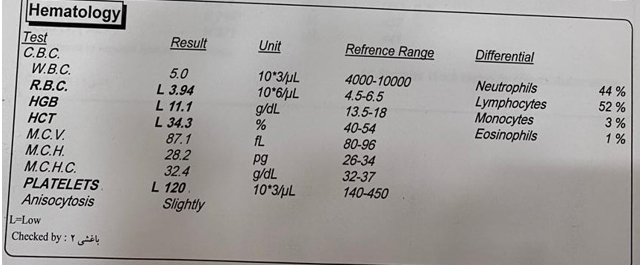 Hematology
Test Result Unit Refrence Range Differential
C.B.C.
W.B.C. 5.0 10*3/µL 4000-10000 Neutrophils 44 %
R.B.C. L 3.94 10*6/µL 4.5-6.5 Lymphocytes 52 %
HGB L 11.1 g/dL 13.5-18 Monocytes 3 %
HCT L 34.3 % 40-54 Eosinophils 1 %
M.C.V. 87.1 fL 80-96
M.C.H. 28.2 pg 26-34
M.C.H.C. 32.4 g/dL 32-37
PLATELETS L 120 10*3/µL 140-450
Anisocytosis Slightly
L=Low
Checked by : باغشی ۲